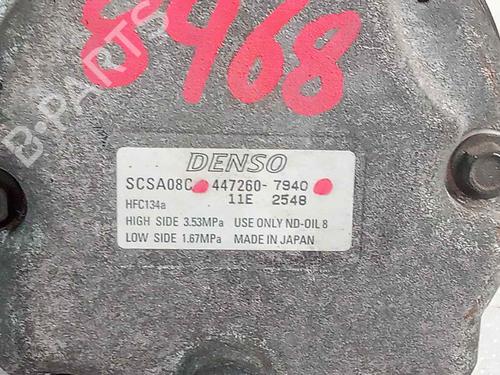 8468
B-PARTS
DENSO
SCSA08C 447260-7940
11E 2548
HFC134a
HIGH SIDE 3.53MPa USE ONLY ND-OIL 8
LOW SIDE 1.67MPa MADE IN JAPAN